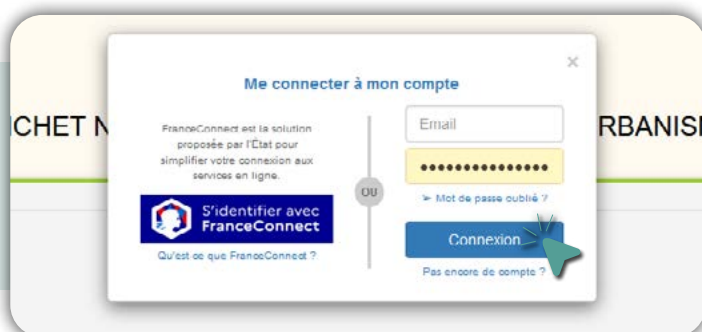 Me connecter à mon compte
×
ICHET N
RBANIS
FranceConnect est la solution
proposée par l'État pour
simplifier votre connexion aux
services en ligne.
S'identifier avec
FranceConnect
Qu'est ce que FranceConnect ?
OU
Email
•••••••••••••••
➢ Mot de passe oublié ?
Connexion
Pas encore de compte ?